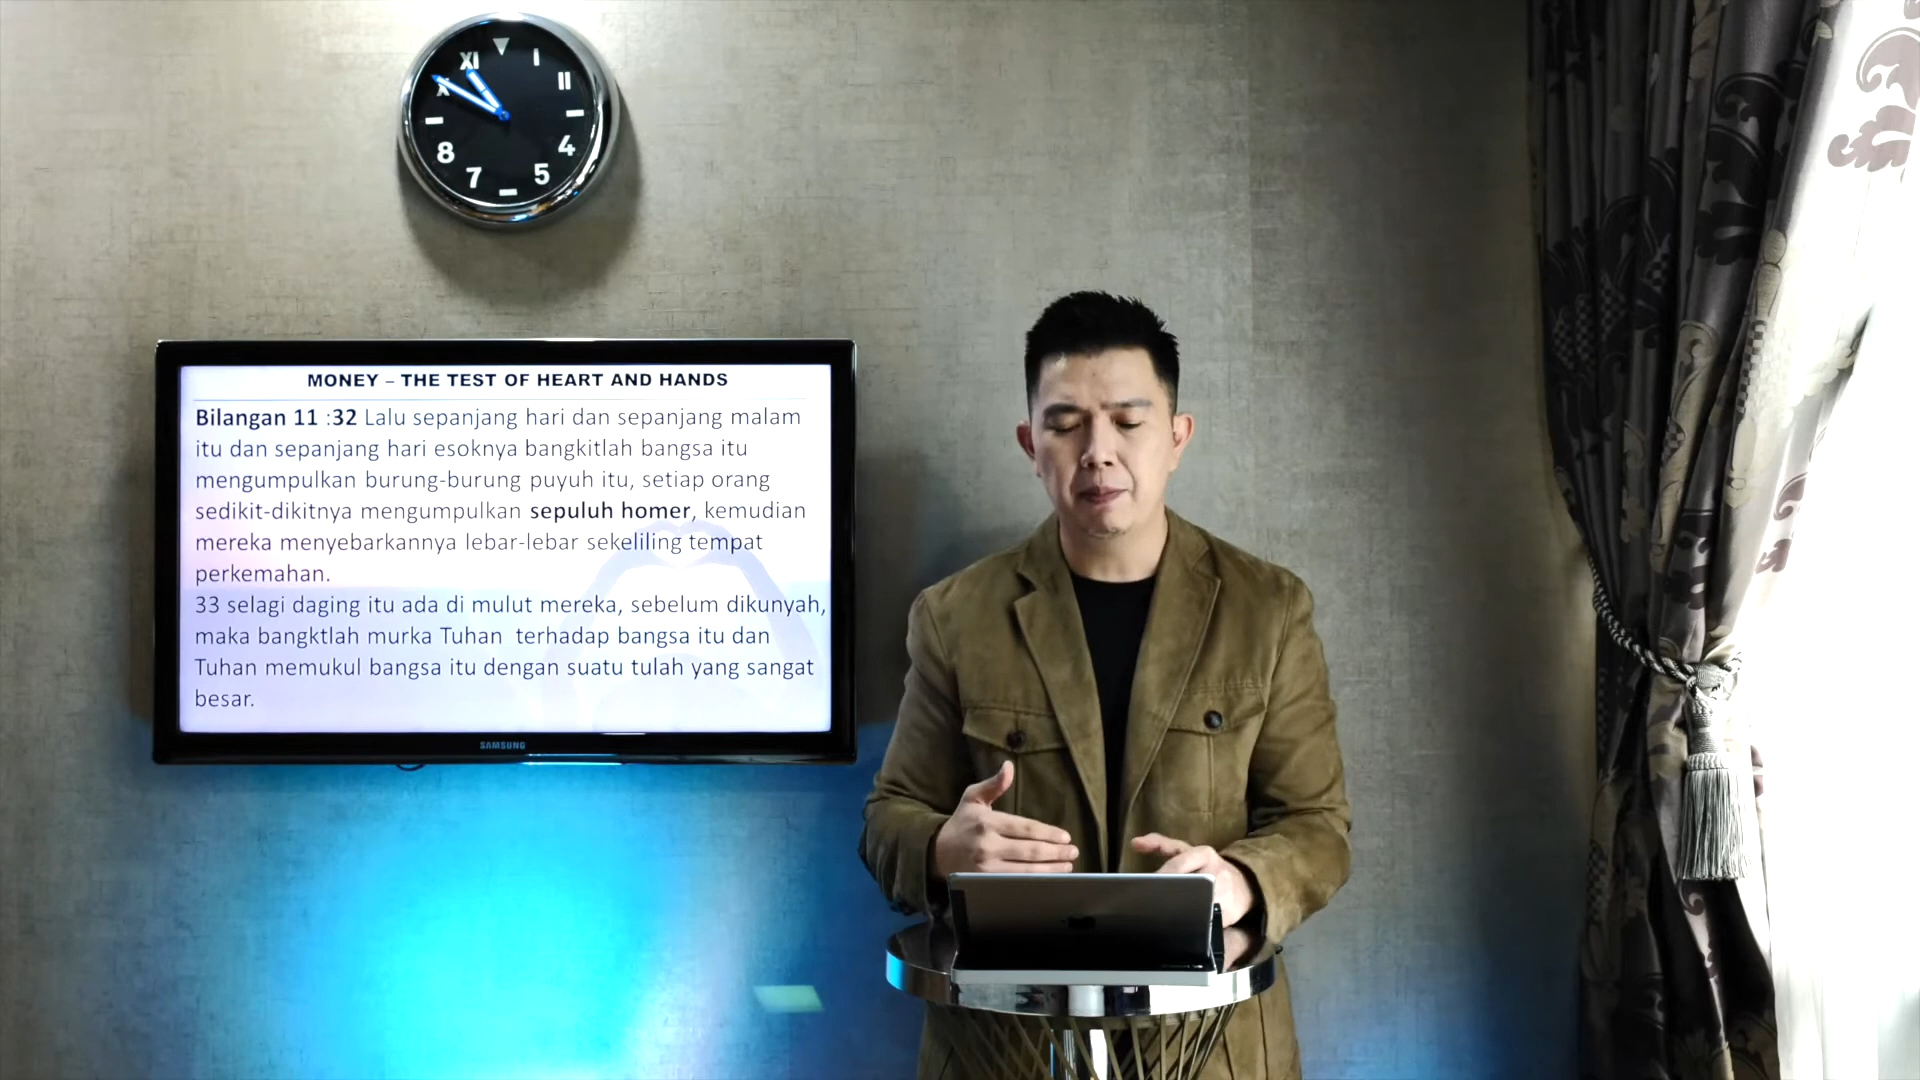 XI
I
II
X
8
4
7
5
MONEY – THE TEST OF HEART AND HANDS
Bilangan 11 :32 Lalu sepanjang hari dan sepanjang malam
itu dan sepanjang hari esoknya bangkitlah bangsa itu
mengumpulkan burung-burung puyuh itu, setiap orang
sedikit-dikitnya mengumpulkan sepuluh homer, kemudian
mereka menyebarkannya lebar-lebar sekeliling tempat
perkemahan.
33 selagi daging itu ada di mulut mereka, sebelum dikunyah,
maka bangktlah murka Tuhan terhadap bangsa itu dan
Tuhan memukul bangsa itu dengan suatu tulah yang sangat
besar.
SAMSUNG